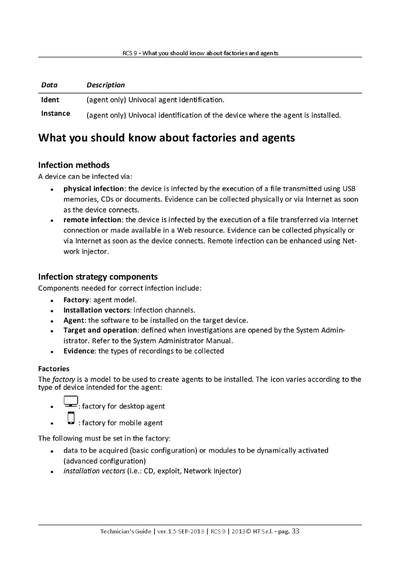 RCS 9 - What you should know about factories and agents
Data Description
Ident (agent only) Univocal agent identification.
Instance (agent only) Univocal identification of the device where the agent is installed.
What you should know about factories and agents
Infection methods
A device can be infected via:
• physical infection: the device is infected by the execution of a file transmitted using USB
memories, CDs or documents. Evidence can be collected physically or via Internet as soon
as the device connects.
• remote infection: the device is infected by the execution of a file transferred via Internet
connection or made available in a Web resource. Evidence can be collected physically or
via Internet as soon as the device connects. Remote infection can be enhanced using Net-
work Injector.
Infection strategy components
Components needed for correct infection include:
• Factory: agent model.
• Installation vectors: infection channels.
• Agent: the software to be installed on the target device.
• Target and operation: defined when investigations are opened by the System Admin-
istrator. Refer to the System Administrator Manual.
• Evidence: the types of recordings to be collected
Factories
The factory is a model to be used to create agents to be installed. The icon varies according to the
type of device intended for the agent:
• : factory for desktop agent
• : factory for mobile agent
The following must be set in the factory:
• data to be acquired (basic configuration) or modules to be dynamically activated
(advanced configuration)
• installation vectors (i.e.: CD, exploit, Network Injector)
Technician's Guide | ver.1.5 SEP-2013 | RCS 9 | 2013© HT S.r.l. - pag. 33